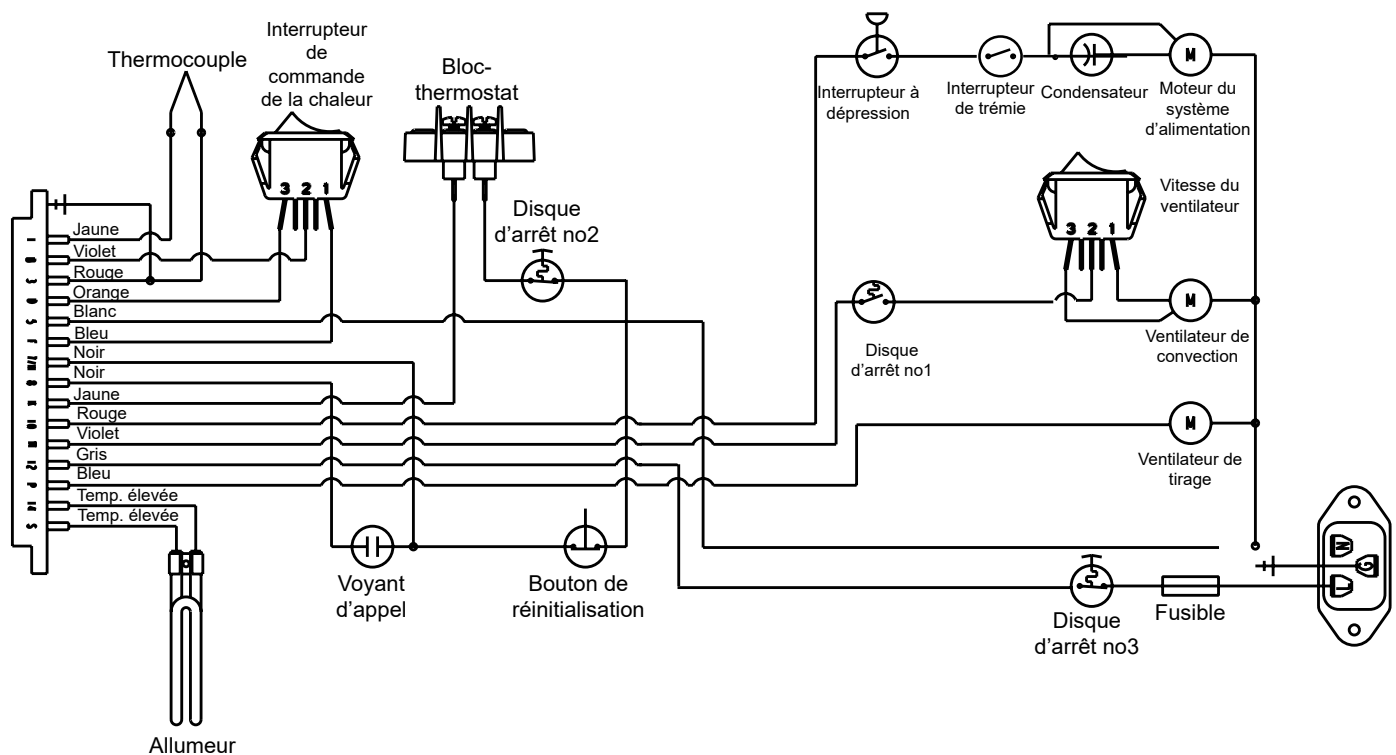 Thermocouple
Interrupteur
de
commande
de la chaleur
Bloc-
thermostat
Interrupteur à
dépression
Interrupteur
de trémie
Condensateur
Moteur du
système
d'alimentation
M
3 2 1
Disque
d'arrêt no2
Vitesse du
ventilateur
3 2 1
Jaune
Violet
Rouge
Orange
Blanc
Bleu
Noir
Noir
Jaune
Rouge
Violet
Gris
Bleu
Temp. élevée
Temp. élevée
Disque
d'arrêt no1
M
Ventilateur de
convection
M
Ventilateur de
tirage
Voyant
d'appel
Bouton de
réinitialisation
Disque
d'arrêt no3
Fusible
N
G
L
Allumeur